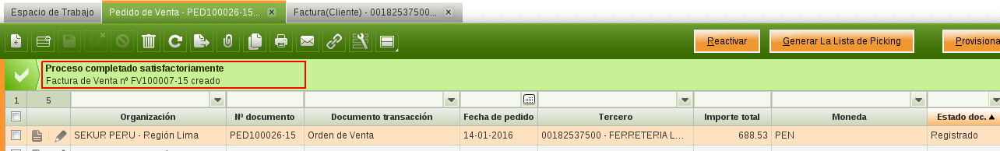 Espacio de Trabajo Pedido de Venta - PED100026-15... Factura(Cliente) - 00182537500...
Reactivar Generar La Lista de Picking Provisiona
Proceso completado satisfactoriamente
Factura de Venta nº FV100007-15 creado
1 5
Organización Nº documento Documento transacción Fecha de pedido Tercero Importe total Moneda Estado doc.
SEKUR PERU - Región Lima PED100026-15 Orden de Venta 14-01-2016 00182537500 - FERRETERIA L... 688.53 PEN Registrado